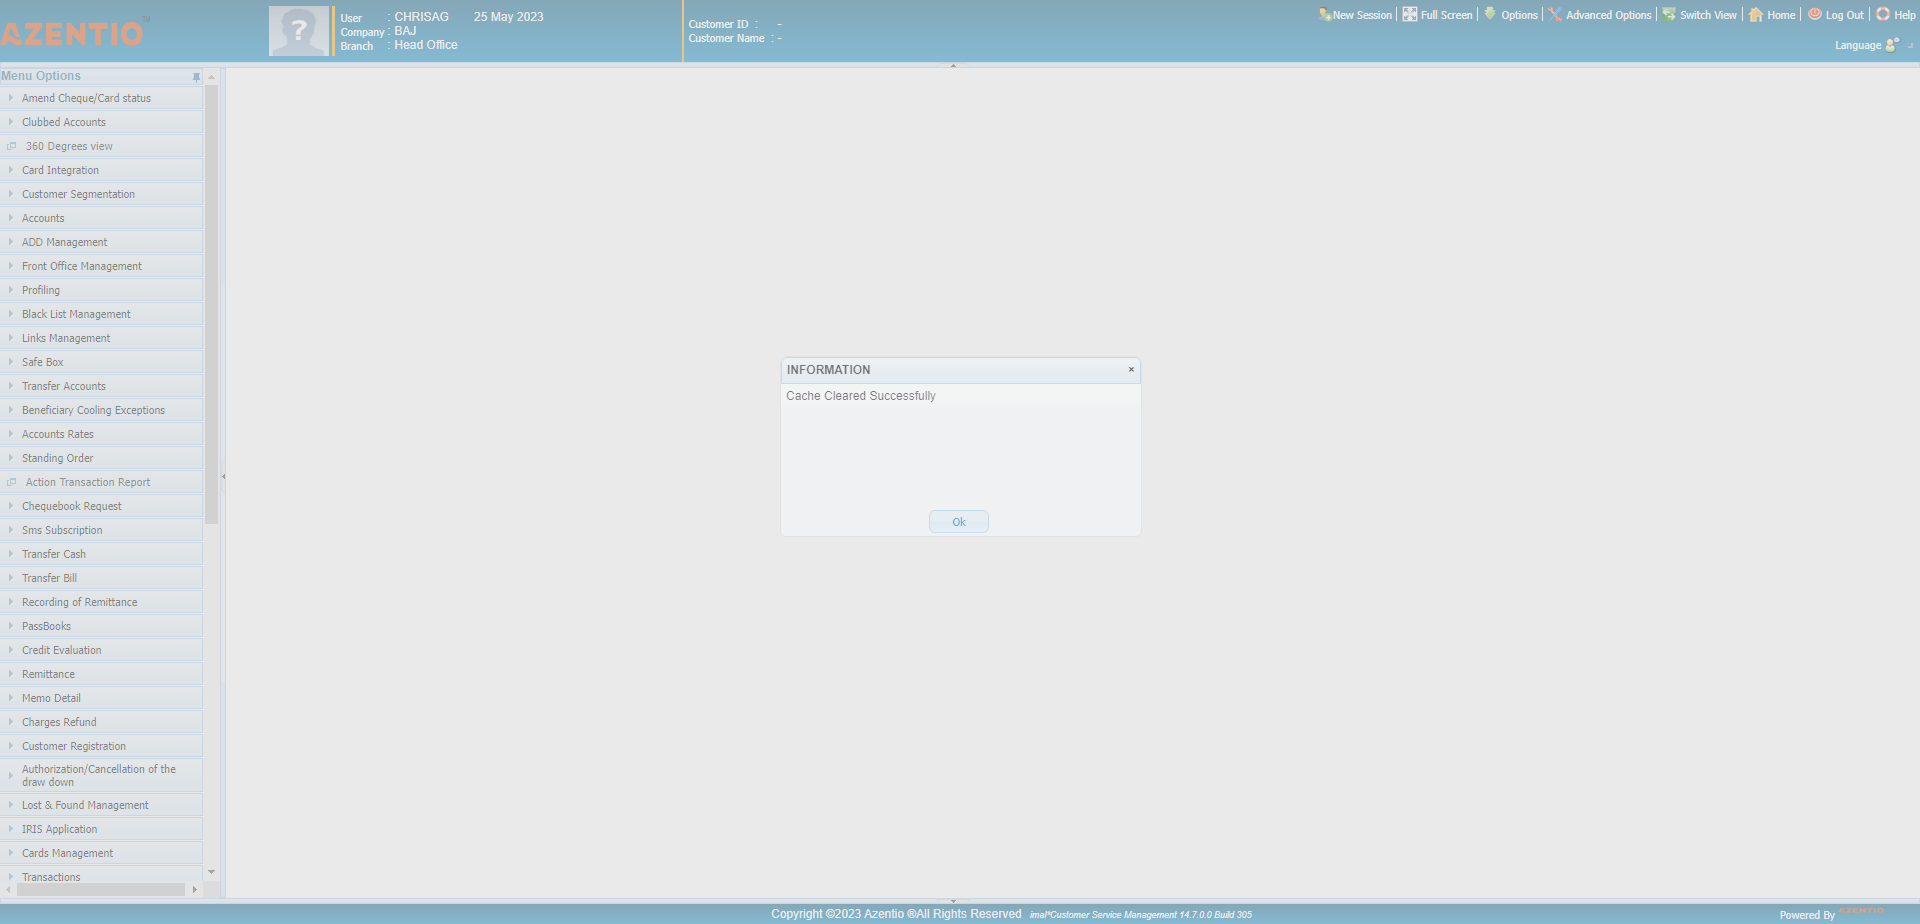 AZENTIO™
User : CHRISAG 25 May 2023
Company : BAJ
Branch : Head Office
Customer ID : -
Customer Name : -
New Session Full Screen Options Advanced Options Switch View Home Log Out Help
Language
Menu Options
Amend Cheque/Card status
Clubbed Accounts
360 Degrees view
Card Integration
Customer Segmentation
Accounts
ADD Management
Front Office Management
Profiling
Black List Management
Links Management
Safe Box
Transfer Accounts
Beneficiary Cooling Exceptions
Accounts Rates
Standing Order
Action Transaction Report
Chequebook Request
Sms Subscription
Transfer Cash
Transfer Bill
Recording of Remittance
PassBooks
Credit Evaluation
Remittance
Memo Detail
Charges Refund
Customer Registration
Authorization/Cancellation of the
draw down
Lost & Found Management
IRIS Application
Cards Management
Transactions
INFORMATION
Cache Cleared Successfully
Ok
Copyright ©2023 Azentio ®All Rights Reserved imal®Customer Service Management 14.7.0.0 Build 305
Powered By AZENTIO